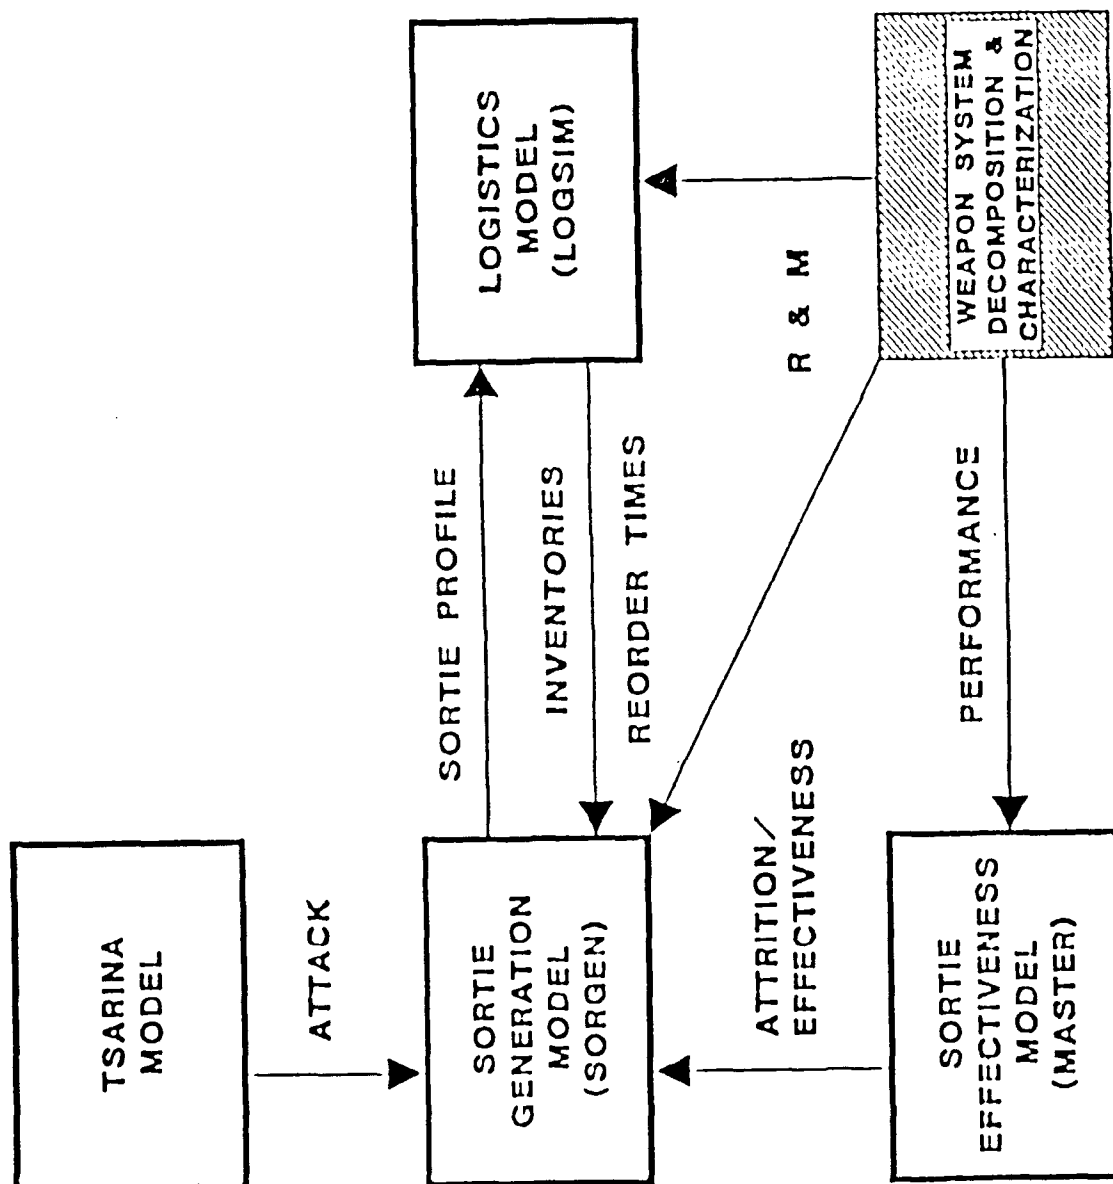 TSARINA
MODEL
ATTACK
SORTIE
GENERATION
MODEL
(SORGEN)
SORTIE PROFILE
INVENTORIES
REORDER TIMES
LOGISTICS
MODEL
(LOGSIM)
ATTRITION/
EFFECTIVENESS
R & M
SORTIE
EFFECTIVENESS
MODEL
(MASTER)
PERFORMANCE
WEAPON SYSTEM
DECOMPOSITION &
CHARACTERIZATION